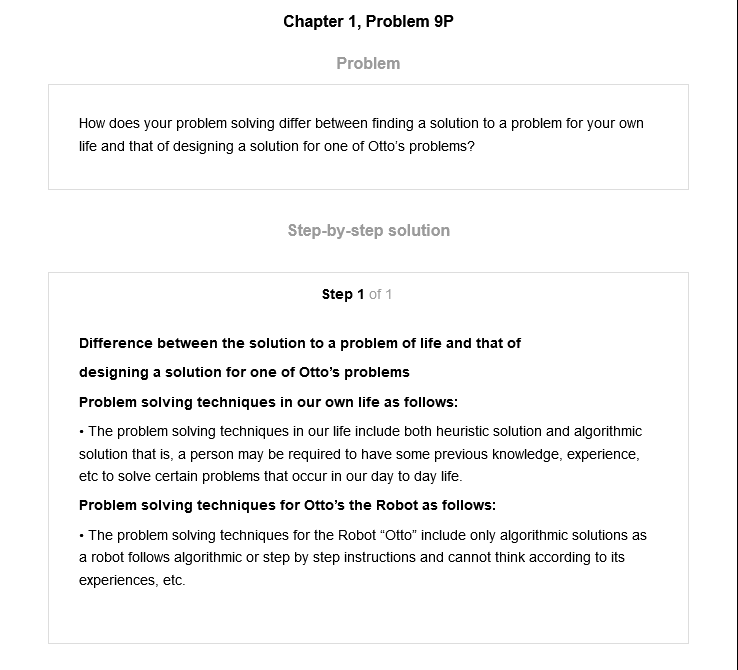 Chapter 1, Problem 9P
Problem
How does your problem solving differ between finding a solution to a problem for your own
life and that of designing a solution for one of Otto's problems?
Step-by-step solution
Step 1 of 1
Difference between the solution to a problem of life and that of
designing a solution for one of Otto's problems
Problem solving techniques in our own life as follows:
• The problem solving techniques in our life include both heuristic solution and algorithmic
solution that is, a person may be required to have some previous knowledge, experience,
etc to solve certain problems that occur in our day to day life.
Problem solving techniques for Otto's the Robot as follows:
• The problem solving techniques for the Robot “Otto” include only algorithmic solutions as
a robot follows algorithmic or step by step instructions and cannot think according to its
experiences, etc.